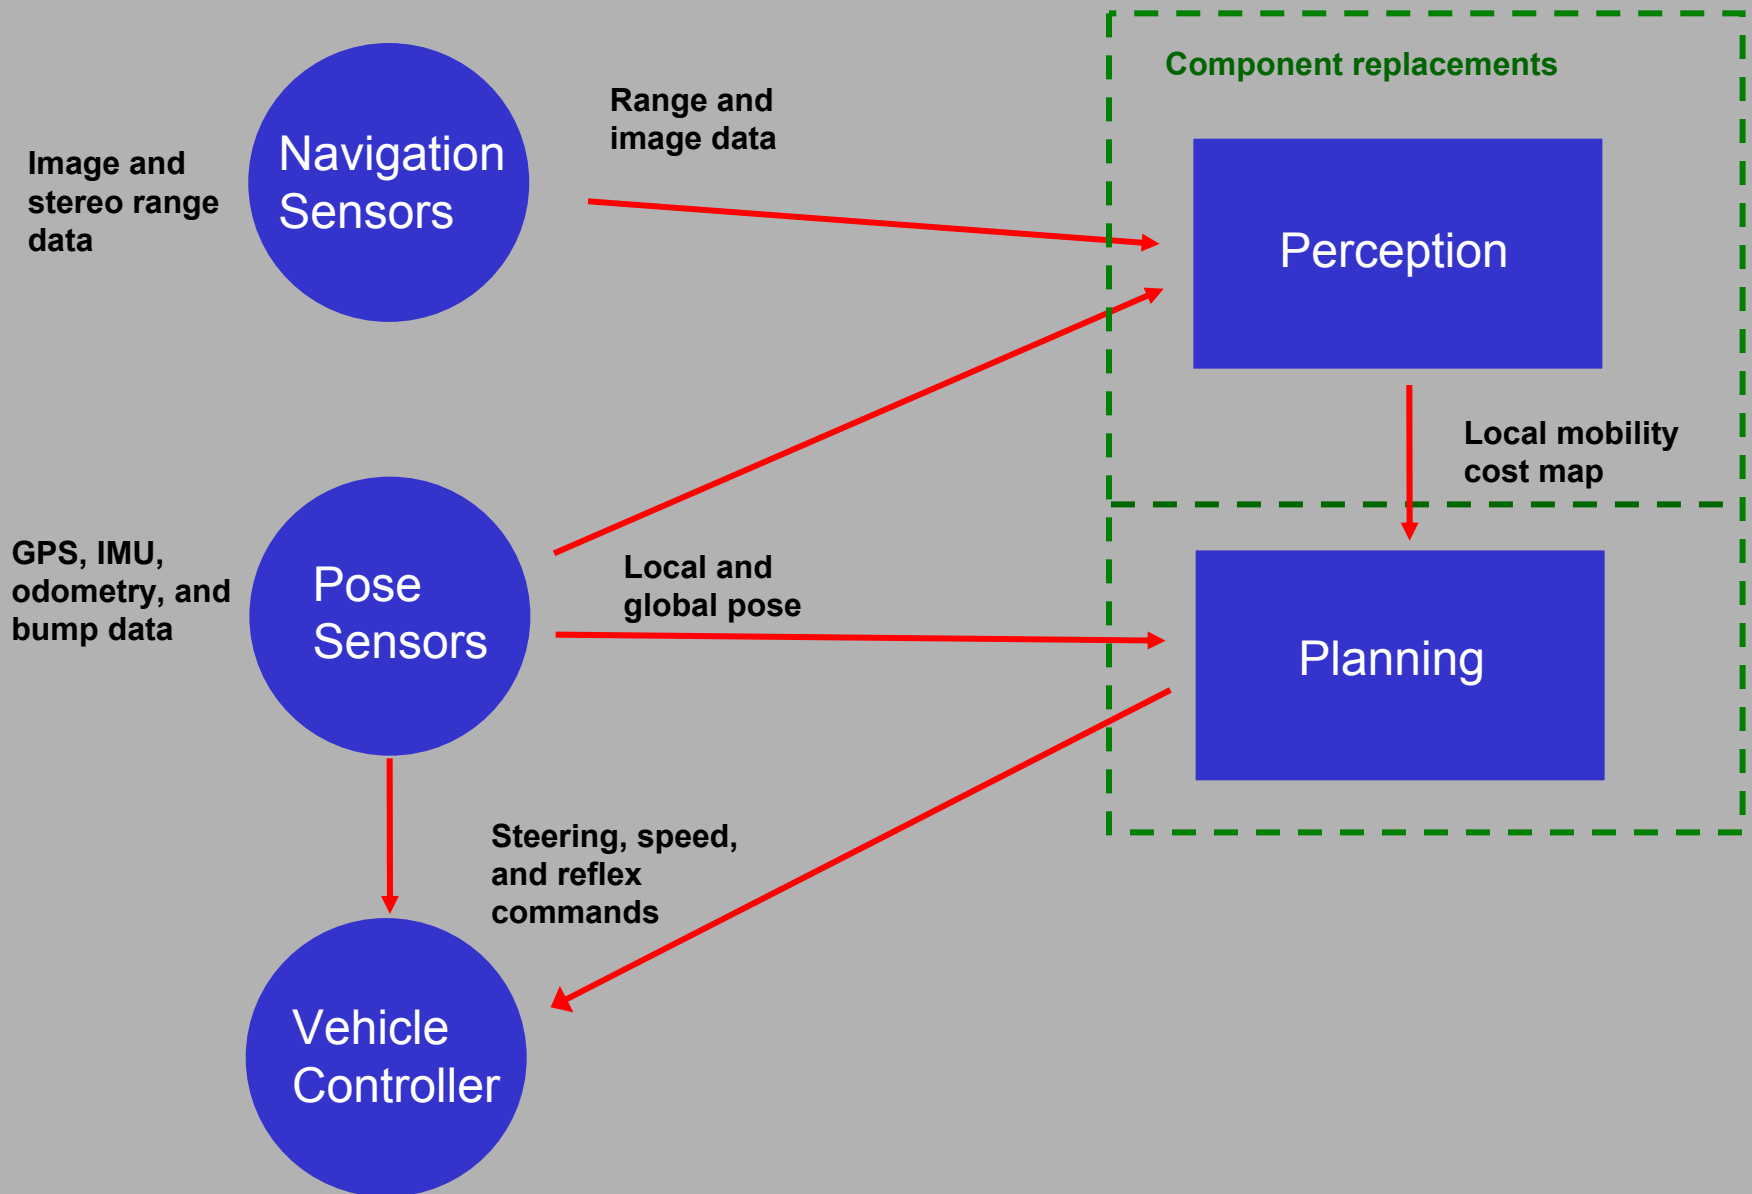 Component replacements
Range and
image data
Navigation
Sensors
Image and
stereo range
data
Perception
Local mobility
cost map
GPS, IMU,
odometry, and
bump data
Pose
Sensors
Local and
global pose
Planning
Steering, speed,
and reflex
commands
Vehicle
Controller